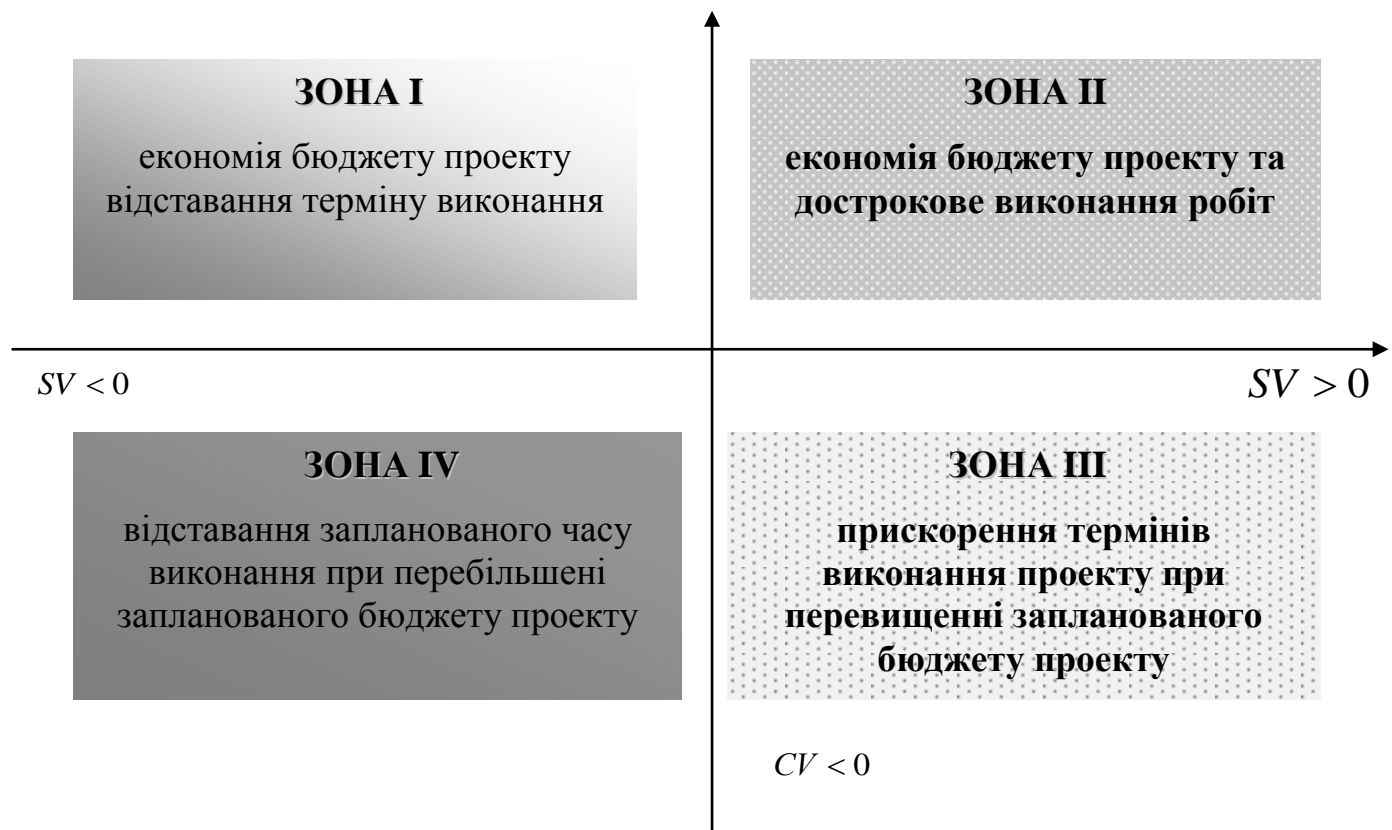 ЗОНА I
економія бюджету проекту
відставання терміну виконання
ЗОНА II
економія бюджету проекту та
дострокове виконання робіт
SV < 0
SV > 0
ЗОНА IV
відставання запланованого часу
виконання при перебільшені
запланованого бюджету проекту
ЗОНА III
прискорення термінів
виконання проекту при
перевищенні запланованого
бюджету проекту
CV < 0